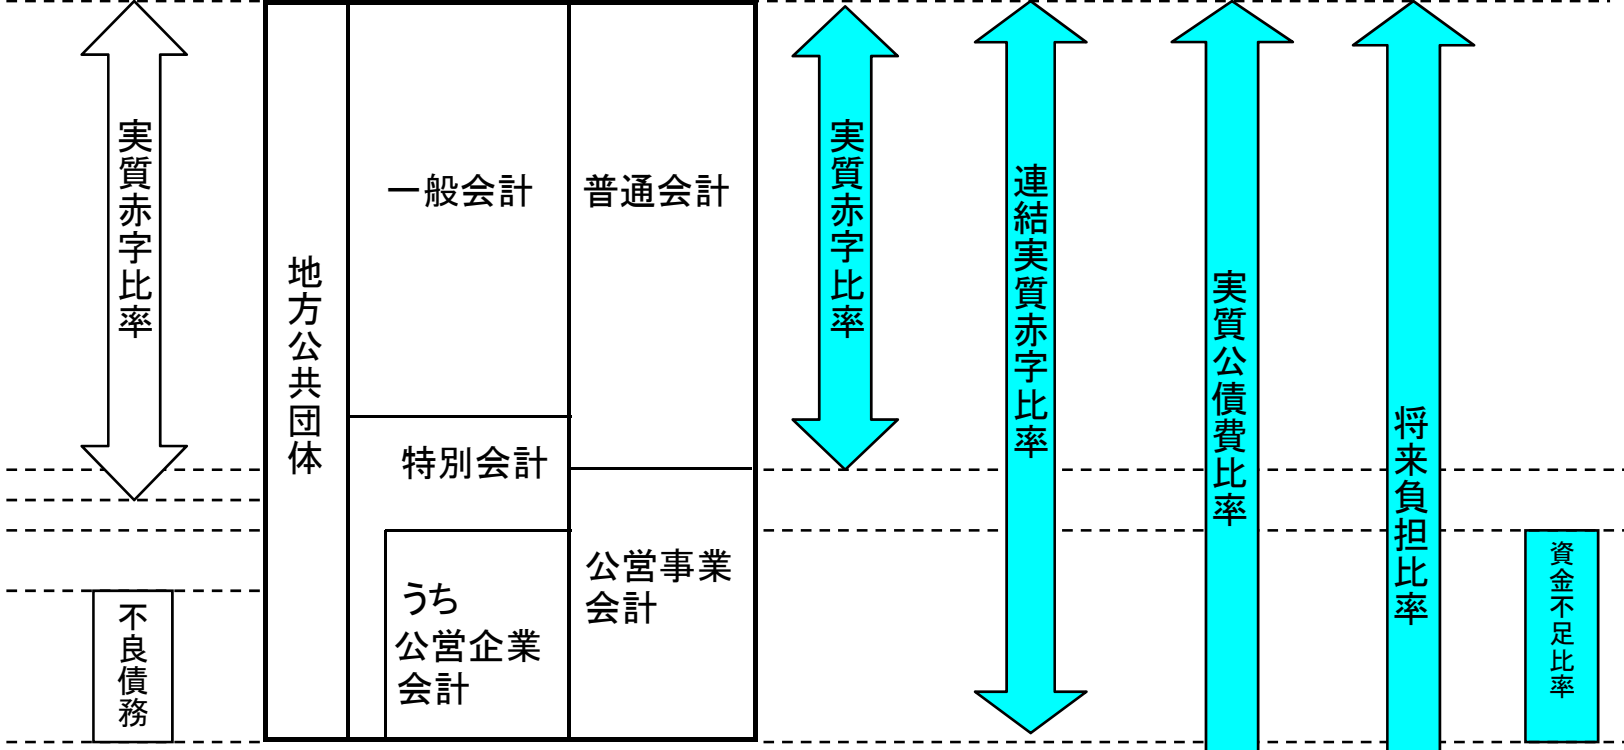 実質赤字比率
不良債務
地方公共団体
一般会計
特別会計
うち
公営企業
会計
普通会計
公営事業
会計
実質赤字比率
連結実質赤字比率
実質公債費比率
将来負担比率
資金不足比率